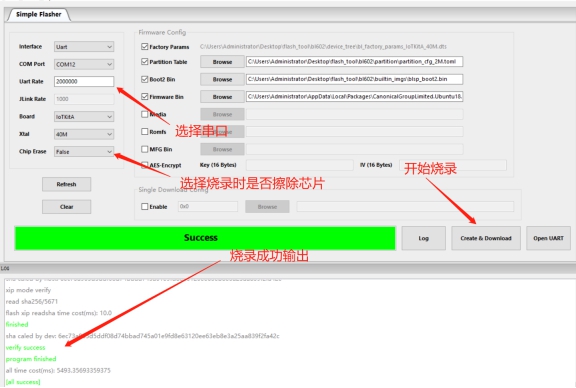 Simple Flasher
Firmware Config
Interface Uart
Factory Params C:\Users\Administrator\Desktop\flash_tool\bl602\device_tree\bl_factory_params_IoTKitA_40M.dts
COM Port COM12
Partition Table Browse C:\Users\Administrator\Desktop\flash_tool\bl602\partition\partition_cfg_2M.toml
Uart Rate 2000000
Boot2 Bin Browse C:\Users\Administrator\Desktop\flash_tool\bl602\builtin_imgs\blsp_boot2.bin
JLink Rate 1000
Firmware Bin Browse C:\Users\Administrator\AppData\Local\Packages\CanonicalGroupLimited.Ubuntu18.
Board IoTKitA
Media Browse
选择串口
Xtal 40M
Romfs Browse
Chip Erase False
MFG Bin Browse
AES-Encrypt Key (16 Bytes) IV (16 Bytes)
开始烧录
选择烧录时是否擦除芯片
Refresh
Single Download Config
Clear
Enable 0x0 Browse
Success
Log
Create & Download
Open UART
烧录成功输出
LOG
xip mode verify
read sha256/5671
flash xip readsha time cost(ms): 10.0
finished
sha caled by dev:
verify success
program finished
all time cost(ms): 5493.35693359375
[all success]